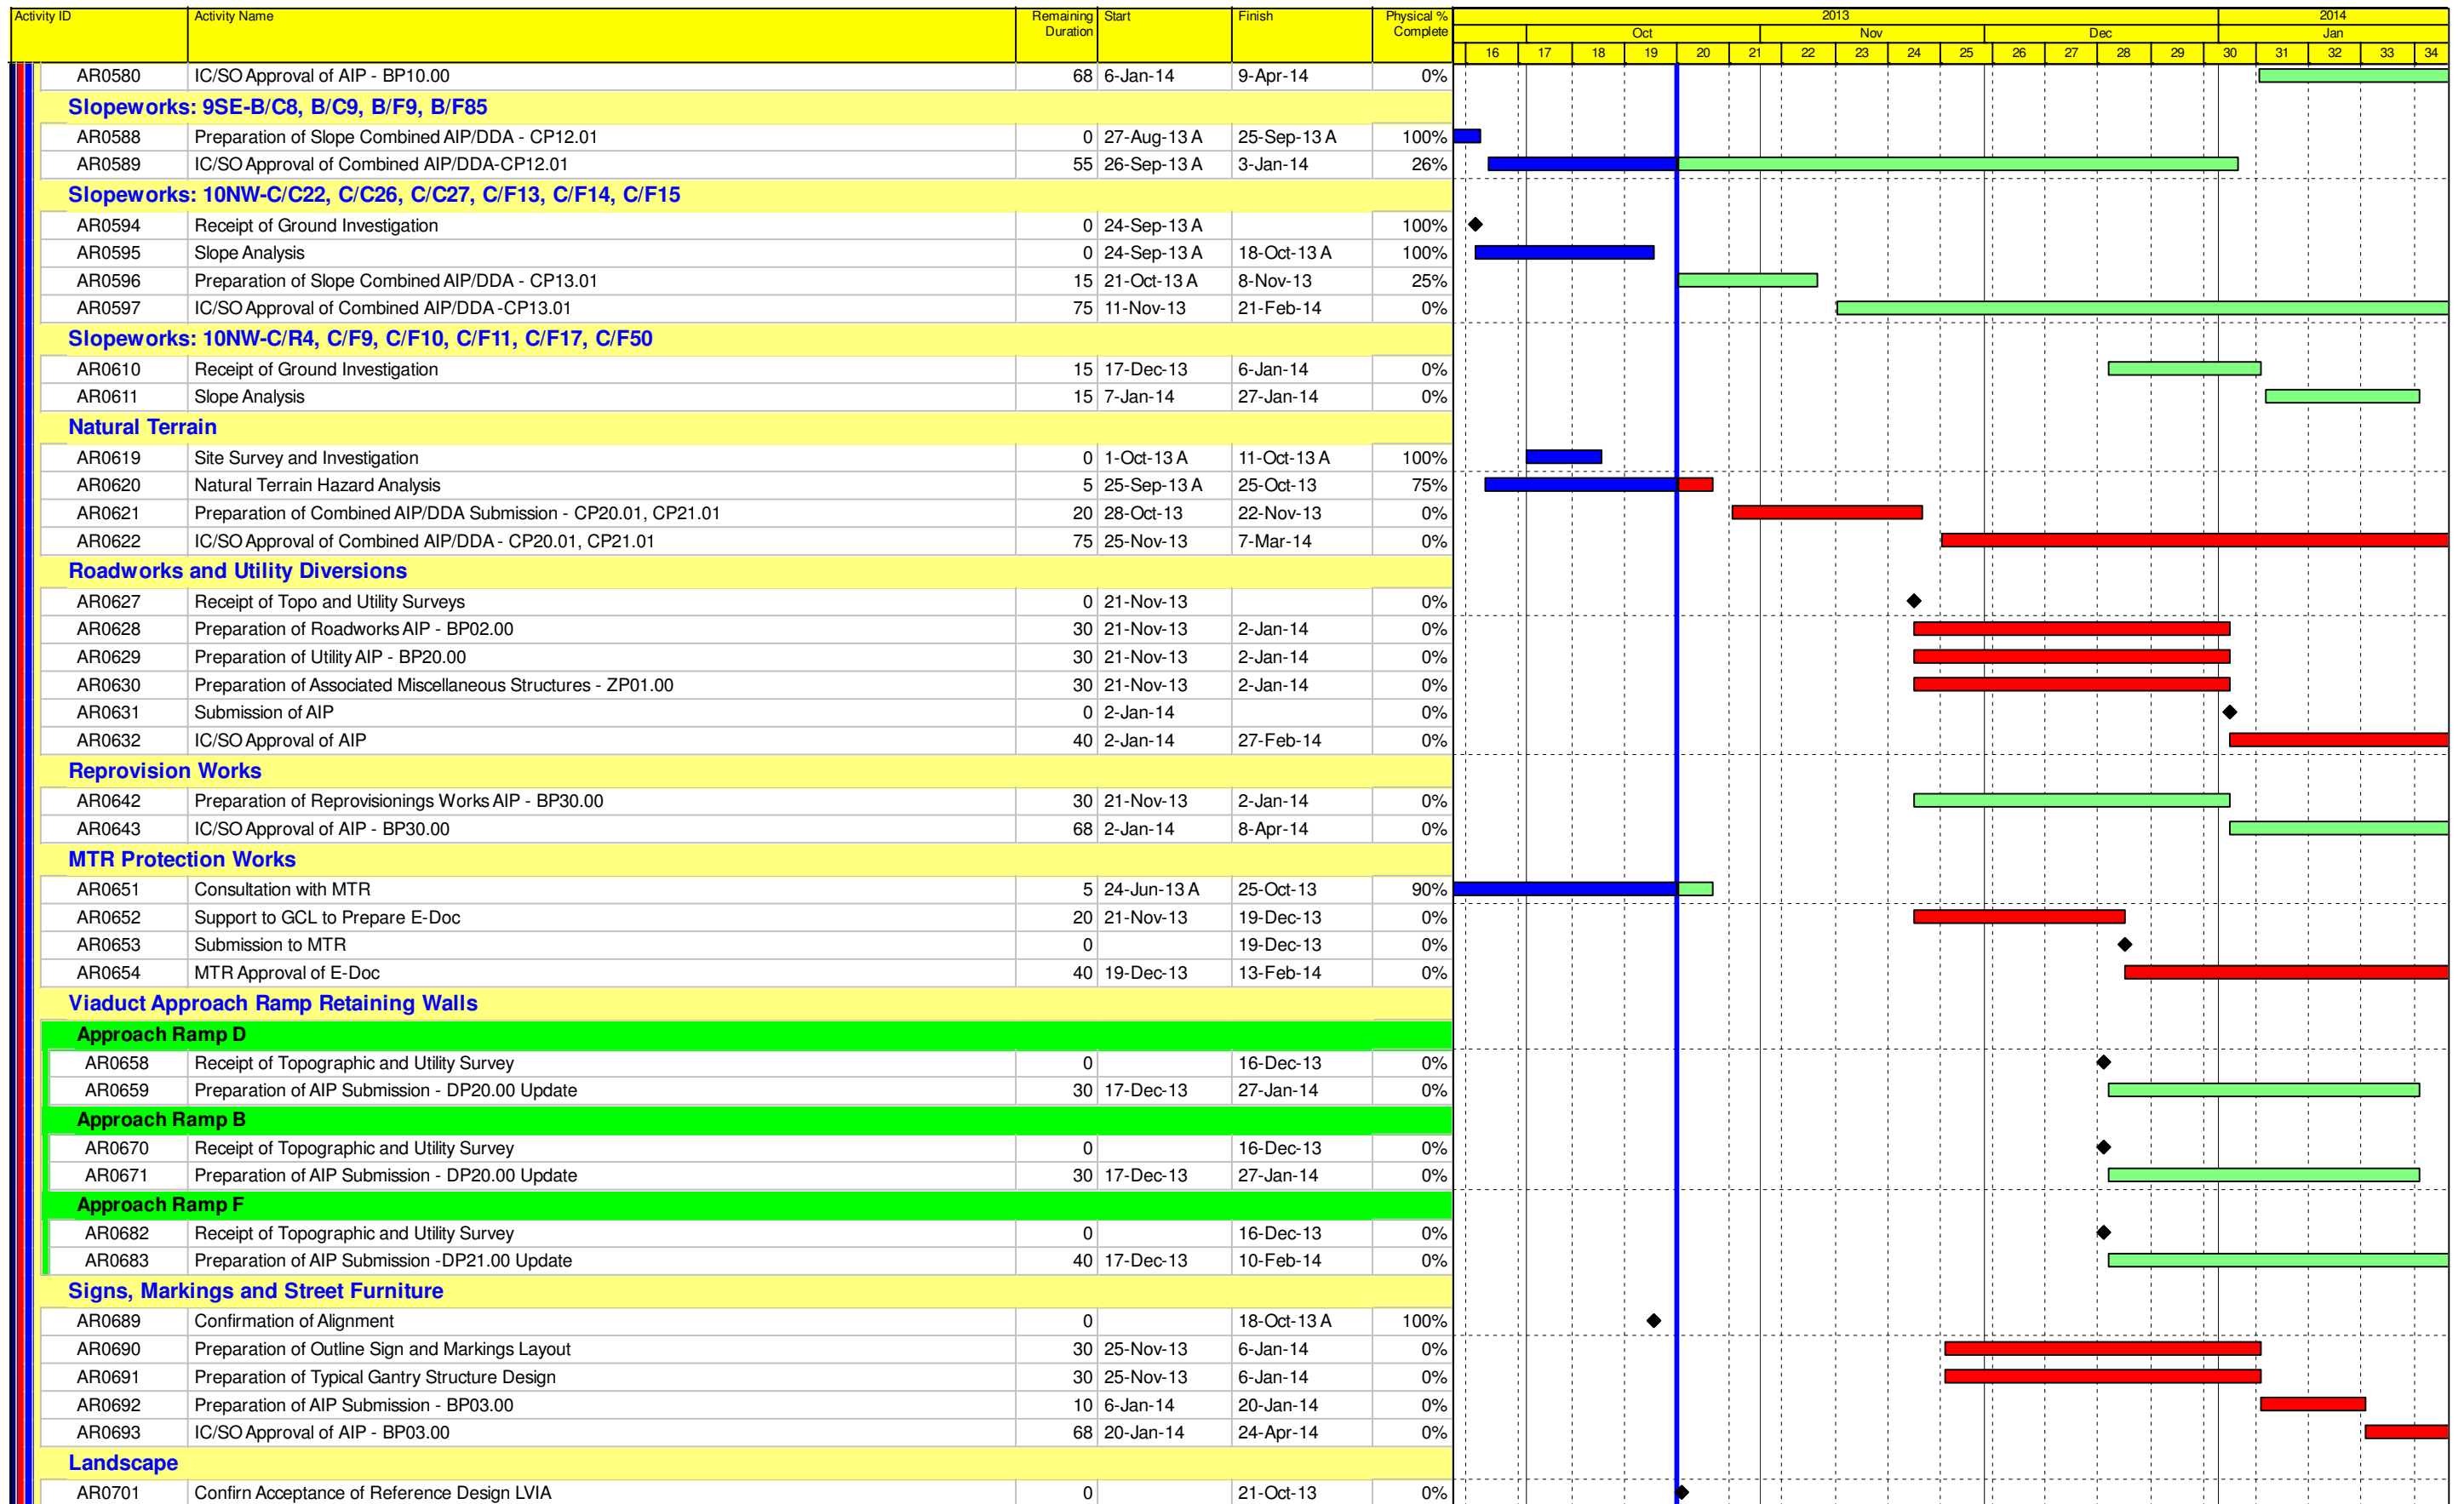 Activity ID Activity Name Remaining Duration Start Finish Physical % Complete 2013 2014
Oct Nov Dec Jan
16 17 18 19 20 21 22 23 24 25 26 27 28 29 30 31 32 33 34
AR0580 IC/SO Approval of AIP - BP10.00 68 6-Jan-14 9-Apr-14 0%
Slopeworks: 9SE-B/C8, B/C9, B/F9, B/F85
AR0588 Preparation of Slope Combined AIP/DDA - CP12.01 0 27-Aug-13 A 25-Sep-13 A 100%
AR0589 IC/SO Approval of Combined AIP/DDA-CP12.01 55 26-Sep-13 A 3-Jan-14 26%
Slopeworks: 10NW-C/C22, C/C26, C/C27, C/F13, C/F14, C/F15
AR0594 Receipt of Ground Investigation 0 24-Sep-13 A 100%
AR0595 Slope Analysis 0 24-Sep-13 A 18-Oct-13 A 100%
AR0596 Preparation of Slope Combined AIP/DDA - CP13.01 15 21-Oct-13 A 8-Nov-13 25%
AR0597 IC/SO Approval of Combined AIP/DDA -CP13.01 75 11-Nov-13 21-Feb-14 0%
Slopeworks: 10NW-C/R4, C/F9, C/F10, C/F11, C/F17, C/F50
AR0610 Receipt of Ground Investigation 15 17-Dec-13 6-Jan-14 0%
AR0611 Slope Analysis 15 7-Jan-14 27-Jan-14 0%
Natural Terrain
AR0619 Site Survey and Investigation 0 1-Oct-13 A 11-Oct-13 A 100%
AR0620 Natural Terrain Hazard Analysis 5 25-Sep-13 A 25-Oct-13 75%
AR0621 Preparation of Combined AIP/DDA Submission - CP20.01, CP21.01 20 28-Oct-13 22-Nov-13 0%
AR0622 IC/SO Approval of Combined AIP/DDA - CP20.01, CP21.01 75 25-Nov-13 7-Mar-14 0%
Roadworks and Utility Diversions
AR0627 Receipt of Topo and Utility Surveys 0 21-Nov-13 0%
AR0628 Preparation of Roadworks AIP - BP02.00 30 21-Nov-13 2-Jan-14 0%
AR0629 Preparation of Utility AIP - BP20.00 30 21-Nov-13 2-Jan-14 0%
AR0630 Preparation of Associated Miscellaneous Structures - ZP01.00 30 21-Nov-13 2-Jan-14 0%
AR0631 Submission of AIP 0 2-Jan-14 0%
AR0632 IC/SO Approval of AIP 40 2-Jan-14 27-Feb-14 0%
Reprovision Works
AR0642 Preparation of Reprovisionings Works AIP - BP30.00 30 21-Nov-13 2-Jan-14 0%
AR0643 IC/SO Approval of AIP - BP30.00 68 2-Jan-14 8-Apr-14 0%
MTR Protection Works
AR0651 Consultation with MTR 5 24-Jun-13 A 25-Oct-13 90%
AR0652 Support to GCL to Prepare E-Doc 20 21-Nov-13 19-Dec-13 0%
AR0653 Submission to MTR 0 19-Dec-13 0%
AR0654 MTR Approval of E-Doc 40 19-Dec-13 13-Feb-14 0%
Viaduct Approach Ramp Retaining Walls
Approach Ramp D
AR0658 Receipt of Topographic and Utility Survey 0 16-Dec-13 0%
AR0659 Preparation of AIP Submission - DP20.00 Update 30 17-Dec-13 27-Jan-14 0%
Approach Ramp B
AR0670 Receipt of Topographic and Utility Survey 0 16-Dec-13 0%
AR0671 Preparation of AIP Submission - DP20.00 Update 30 17-Dec-13 27-Jan-14 0%
Approach Ramp F
AR0682 Receipt of Topographic and Utility Survey 0 16-Dec-13 0%
AR0683 Preparation of AIP Submission -DP21.00 Update 40 17-Dec-13 10-Feb-14 0%
Signs, Markings and Street Furniture
AR0689 Confirmation of Alignment 0 18-Oct-13 A 100%
AR0690 Preparation of Outline Sign and Markings Layout 30 25-Nov-13 6-Jan-14 0%
AR0691 Preparation of Typical Gantry Structure Design 30 25-Nov-13 6-Jan-14 0%
AR0692 Preparation of AIP Submission - BP03.00 10 6-Jan-14 20-Jan-14 0%
AR0693 IC/SO Approval of AIP - BP03.00 68 20-Jan-14 24-Apr-14 0%
Landscape
AR0701 Confirn Acceptance of Reference Design LVIA 0 21-Oct-13 0%